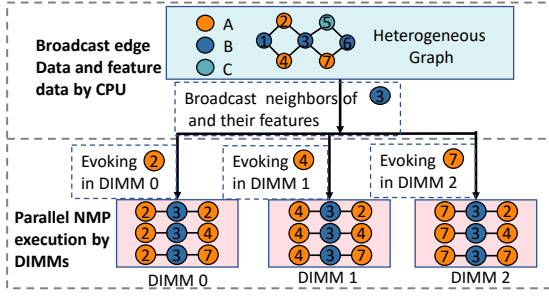 Broadcast edge
Data and feature
data by CPU
A
B
C
2
5
1
3
6
4
7
Heterogeneous
Graph
Broadcast neighbors of 3
and their features
Evoking 2
in DIMM 0
Evoking 4
in DIMM 1
Evoking 7
in DIMM 2
Parallel NMP
execution by
DIMMs
2 3 2
2 3 4
2 3 7
DIMM 0
4 3 2
4 3 4
4 3 7
DIMM 1
7 3 2
7 3 4
7 3 7
DIMM 2